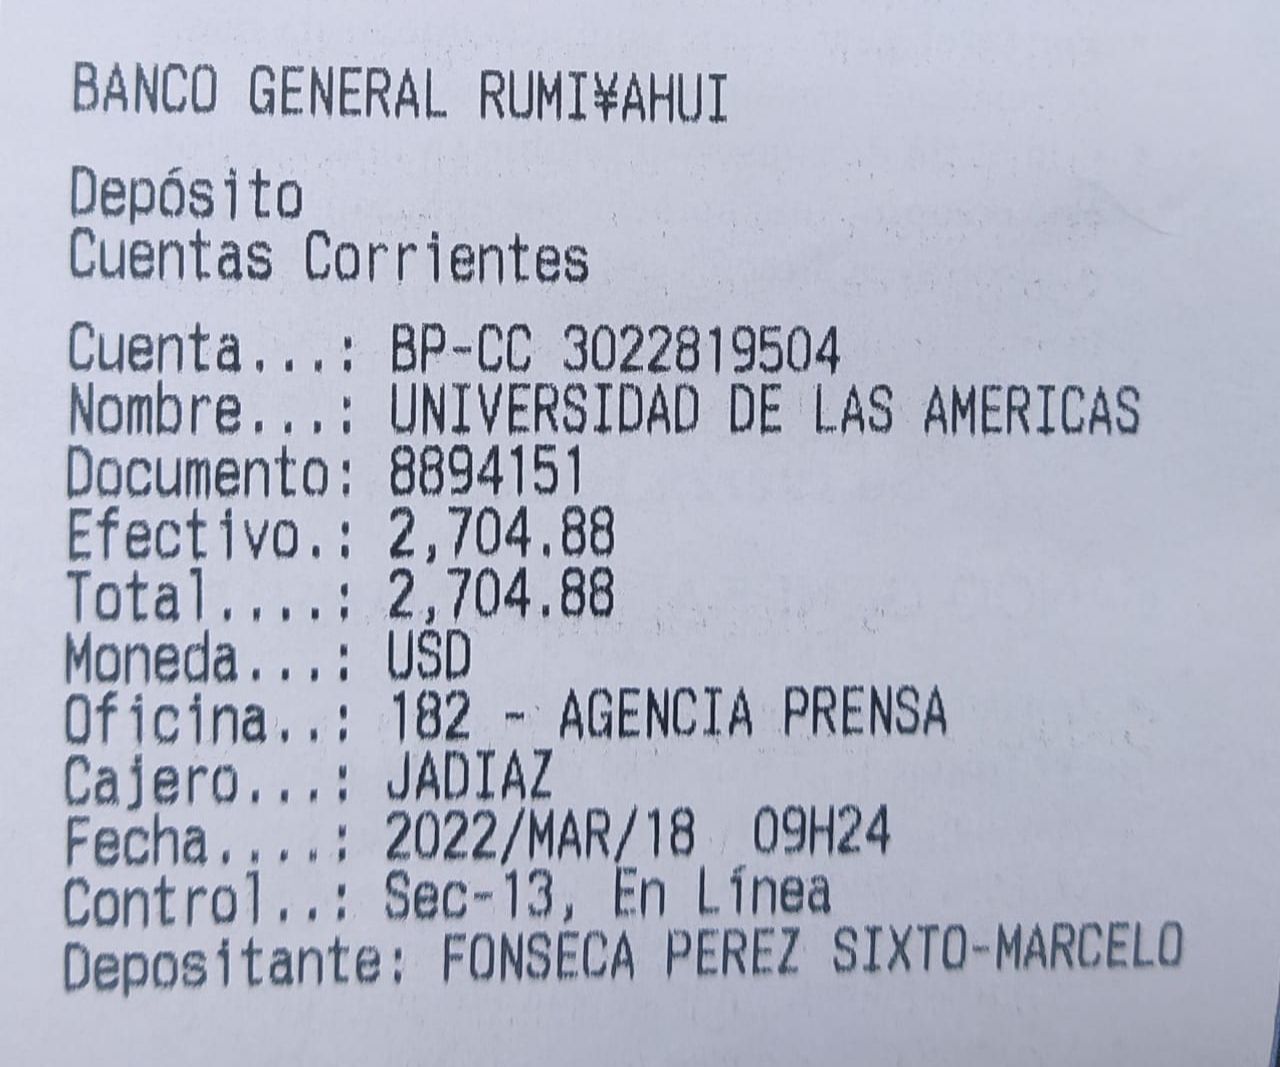 BANCO GENERAL RUMI¥AHUI
Depósito
Cuentas Corrientes
Cuenta...: BP-CC 3022819504
Nombre...: UNIVERSIDAD DE LAS AMERICAS
Documento: 8894151
Efectivo.: 2,704.88
Total....: 2,704.88
Moneda...: USD
Oficina..: 182 - AGENCIA PRENSA
Cajero...: JADIAZ
Fecha....: 2022/MAR/18 09H24
Control..: Sec-13, En Línea
Depositante: FONSECA PEREZ SIXTO-MARCELO